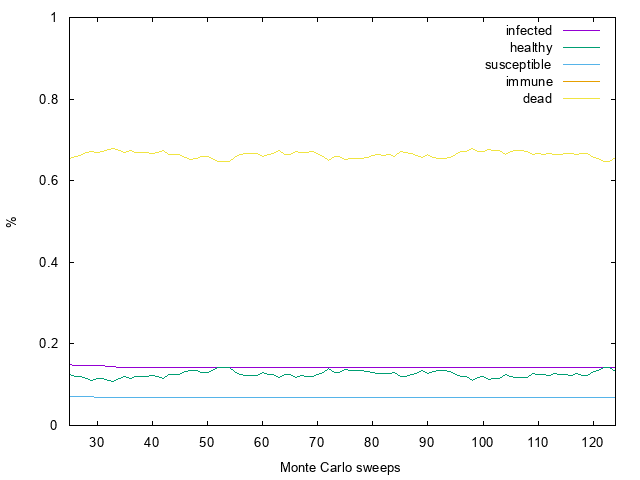 1
infected
healthy
susceptible
immune
dead
0.8
0.6
%
0.4
0.2
0
30 40 50 60 70 80 90 100 110 120
Monte Carlo sweeps